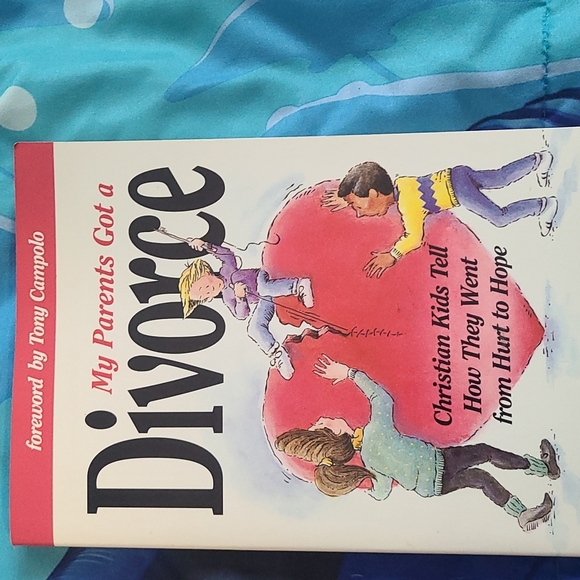 foreword by Tony Campolo
My Parents Got a
Divorce
Christian Kids Tell
How They Went
from Hurt to Hope